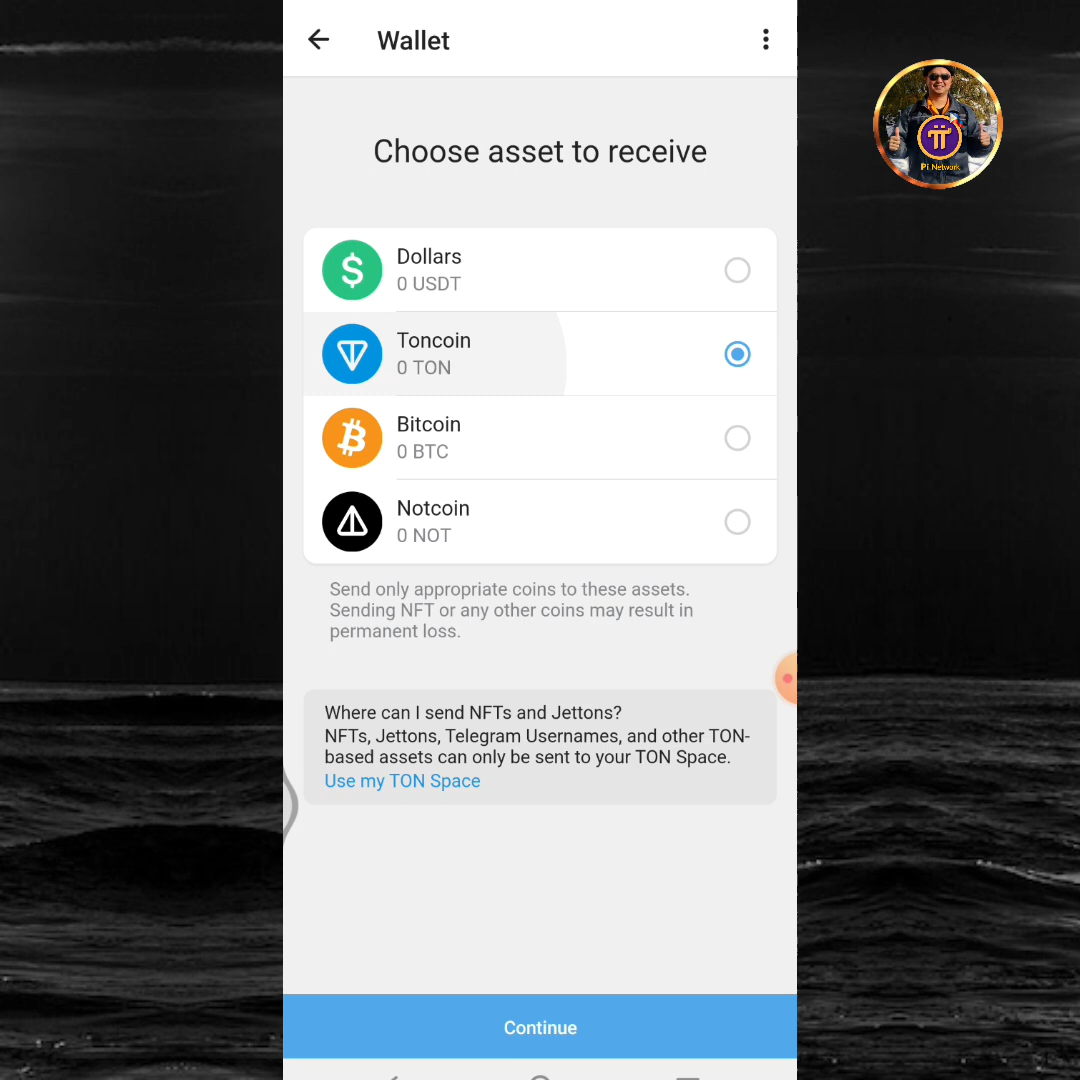 Wallet
Choose asset to receive
Dollars
0 USDT
Toncoin
0 TON
Bitcoin
0 BTC
Notcoin
0 NOT
Send only appropriate coins to these assets.
Sending NFT or any other coins may result in
permanent loss.
Where can I send NFTs and Jettons?
NFTs, Jettons, Telegram Usernames, and other TON-
based assets can only be sent to your TON Space.
Use my TON Space
Continue
Pi Network